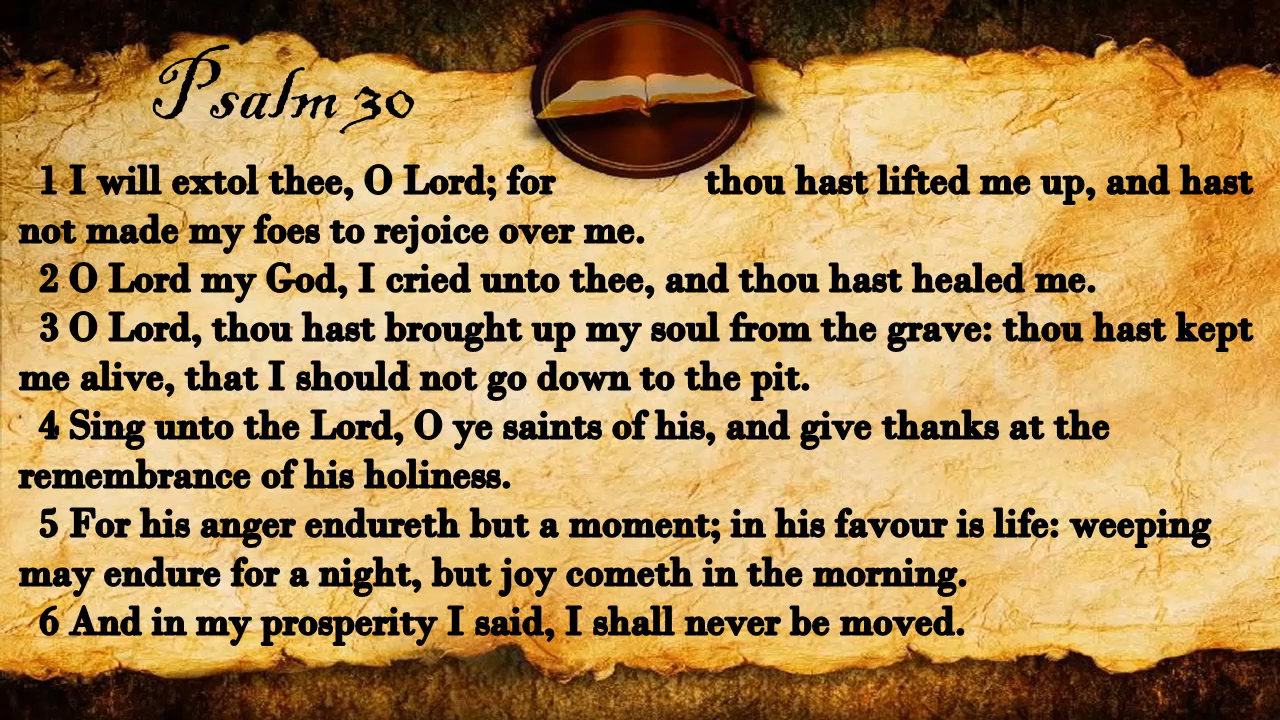 Psalm 30
1 I will extol thee, O Lord; for thou hast lifted me up, and hast
not made my foes to rejoice over me.
2 O Lord my God, I cried unto thee, and thou hast healed me.
3 O Lord, thou hast brought up my soul from the grave: thou hast kept
me alive, that I should not go down to the pit.
4 Sing unto the Lord, O ye saints of his, and give thanks at the
remembrance of his holiness.
5 For his anger endureth but a moment; in his favour is life: weeping
may endure for a night, but joy cometh in the morning.
6 And in my prosperity I said, I shall never be moved.